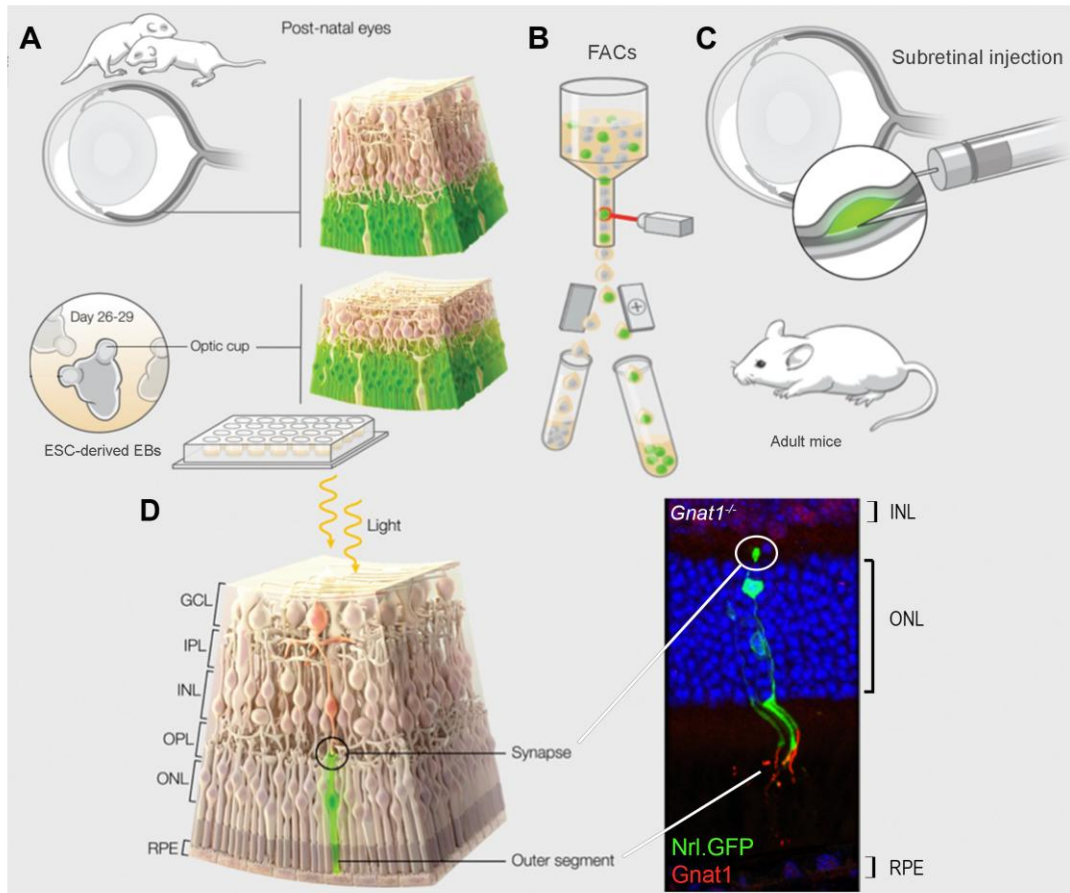 A
Post-natal eyes
Day 26-29
Optic cup
ESC-derived EBs
B
FACs
C
Subretinal injection
Adult mice
D
Light
GCL
IPL
INL
OPL
ONL
RPE
Synapse
Outer segment
Gnat1-/-
INL
ONL
RPE
Nrl.GFP
Gnat1